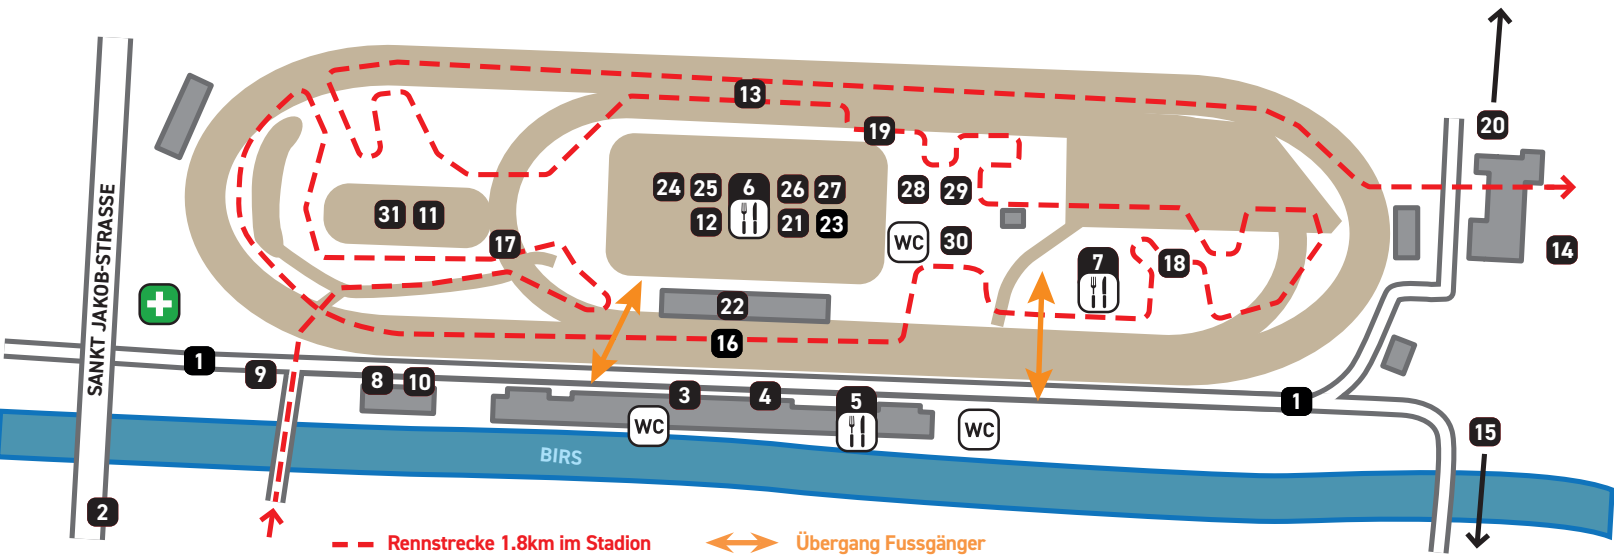 20
13
19
24 25 6 26 27
12 21 23
28 29
31 11
17
WC 30
7
18
14
22
SANKT JAKOB-STRASSE
16
1
9
8 10
3 4 5
1
WC
WC
15
BIRS
2
Rennstrecke 1.8km im Stadion
Übergang Fussgänger